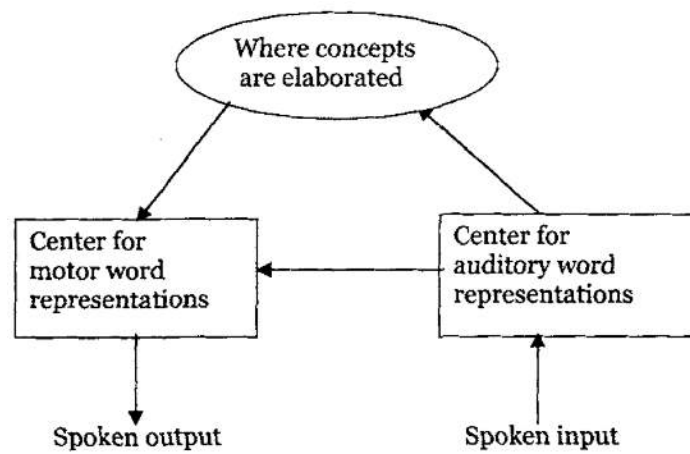 Where concepts
are elaborated
Center for
motor word
representations
Center for
auditory word
representations
Spoken output
Spoken input